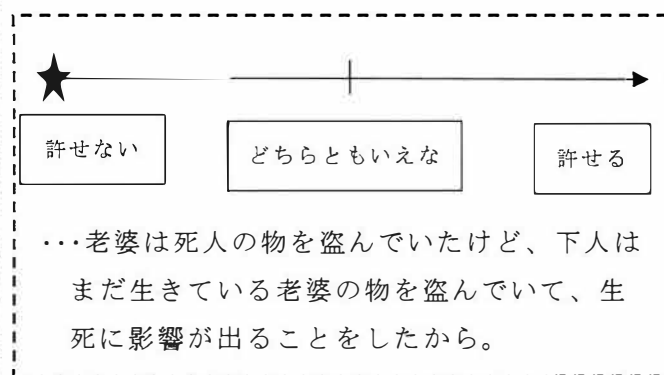 許せない
どちらともいえな
許せる
・・・老婆は死人の物を盗んでいたけど、下人は
まだ生きている老婆の物を盗んでいて、生
死に影響が出ることをしたから。